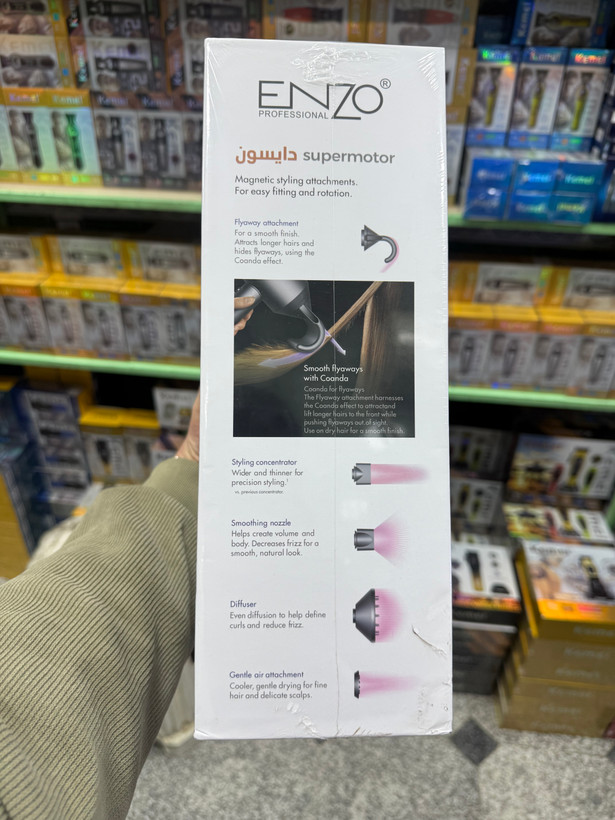 ENZO®
PROFESSIONAL
دايسون supermotor
Magnetic styling attachments.
For easy fitting and rotation.
Flyaway attachment
For a smooth finish.
Attracts longer hairs and
hides flyaways, using the
Coanda effect.
Smooth flyaways
with Coanda
Coanda for flyaways
The Flyaway attachment harnesses
the Coanda effect to attractand
lift longer hairs to the front while
pushing flyaways out of sight.
Use on dry hair for a smooth finish.
Styling concentrator
Wider and thinner for
precision styling.¹
vs. previous concentrator.
Smoothing nozzle
Helps create volume and
body. Decreases frizz for a
smooth, natural look.
Diffuser
Even diffusion to help define
curls and reduce frizz.
Gentle air attachment
Cooler, gentle drying for fine
hair and delicate scalps.